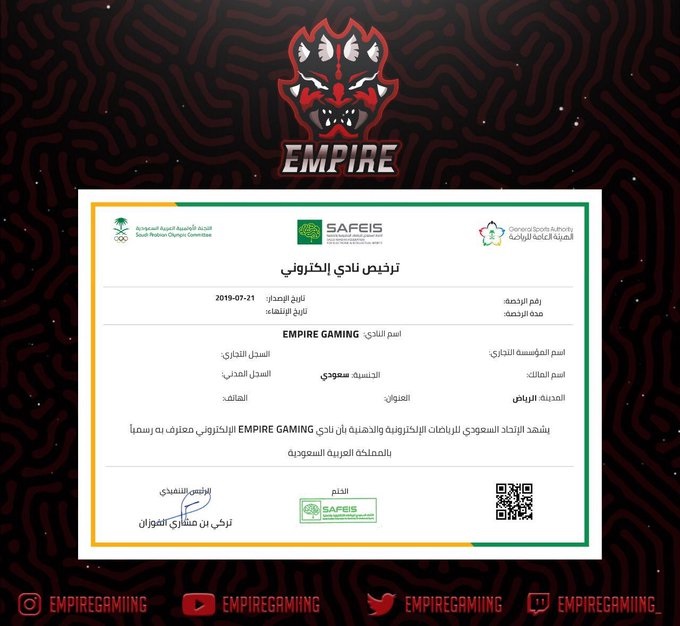 EMPIRE
اللجنة الأولمبية العربية السعودية
Saudi Arabian Olympic Committee
SAFEIS
General Sports Authority
الهيئة العامة للرياضة
ترخيص نادي إلكتروني
رقم الرخصة:
تاريخ الإصدار: 2019-07-21
مدة الرخصة:
تاريخ الإنتهاء:
اسم النادي: EMPIRE GAMING
اسم المؤسسة التجاري:
السجل التجاري:
اسم المالك:
الجنسية: سعودي
السجل المدني:
المدينة: الرياض
العنوان:
الهاتف:
يشهد الإتحاد السعودي للرياضات الإلكترونية والذهنية بأن نادي EMPIRE GAMING الإلكتروني معترف به رسمياً
بالمملكة العربية السعودية
الختم
الرئيس التنفيذي
SAFEIS
تركي بن مشاري الفوزان
EMPIREGAMIING
EMPIREGAMIING
EMPIREGAMIING
EMPIREGAMIING_